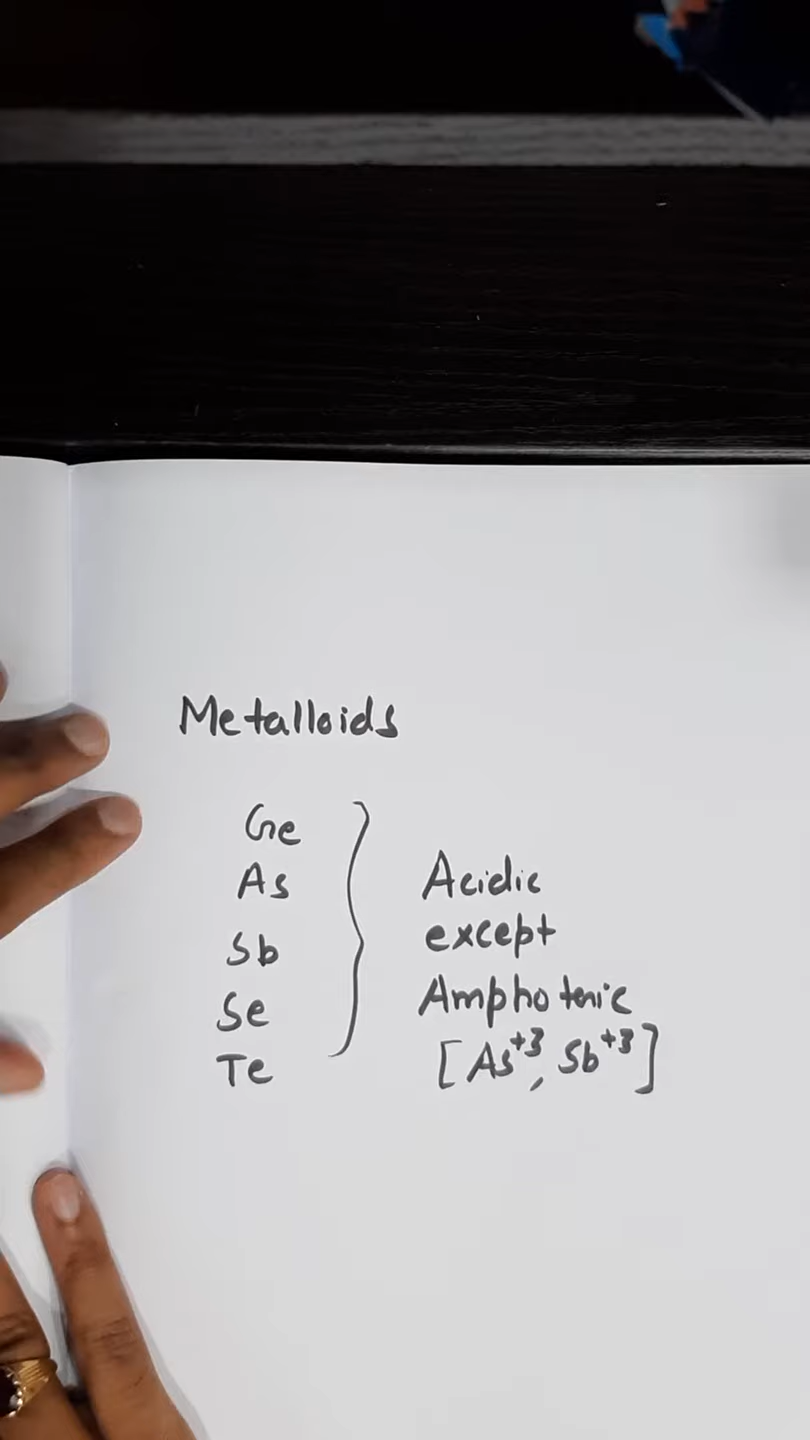 Metalloids
Ge
As
Sb
Se
Te
Acidic
except
Amphoteric
[As⁺³, Sb⁺³]